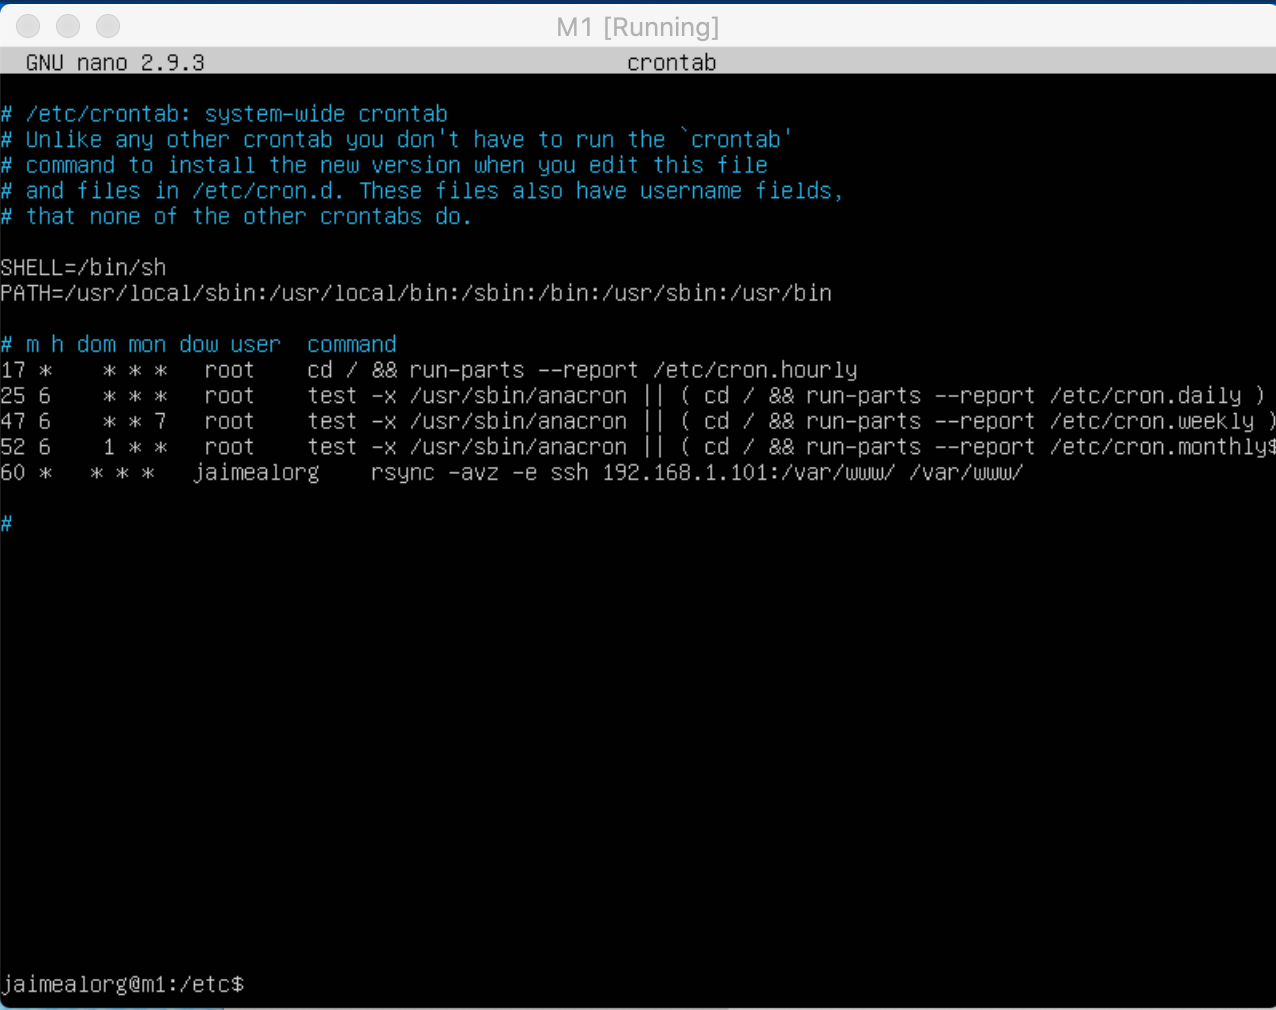 M1 [Running]
GNU nano 2.9.3 crontab
# /etc/crontab: system-wide crontab
# Unlike any other crontab you don't have to run the `crontab'
# command to install the new version when you edit this file
# and files in /etc/cron.d. These files also have username fields,
# that none of the other crontabs do.
SHELL=/bin/sh
PATH=/usr/local/sbin:/usr/local/bin:/sbin:/bin:/usr/sbin:/usr/bin
# m h dom mon dow user  command
17 *    * * *   root    cd / && run-parts --report /etc/cron.hourly
25 6    * * *   root    test -x /usr/sbin/anacron || ( cd / && run-parts --report /etc/cron.daily )
47 6    * * 7   root    test -x /usr/sbin/anacron || ( cd / && run-parts --report /etc/cron.weekly )
52 6    1 * *   root    test -x /usr/sbin/anacron || ( cd / && run-parts --report /etc/cron.monthly$
60 *   * * *   jaimealorg    rsync -avz -e ssh 192.168.1.101:/var/www/ /var/www/
#
jaimealorg@m1:/etc$